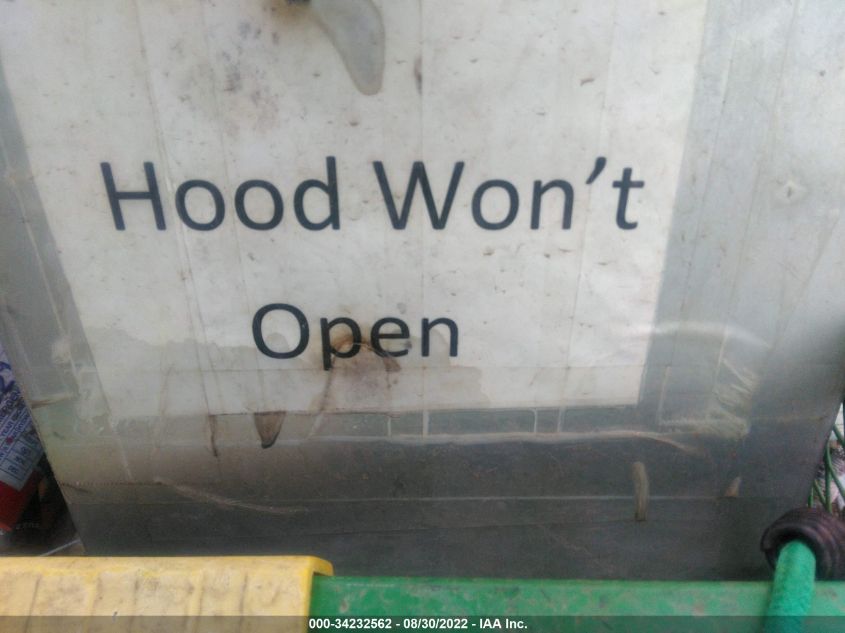 Hood Won't
Open
000-34232562 - 08/30/2022 - IAA Inc.